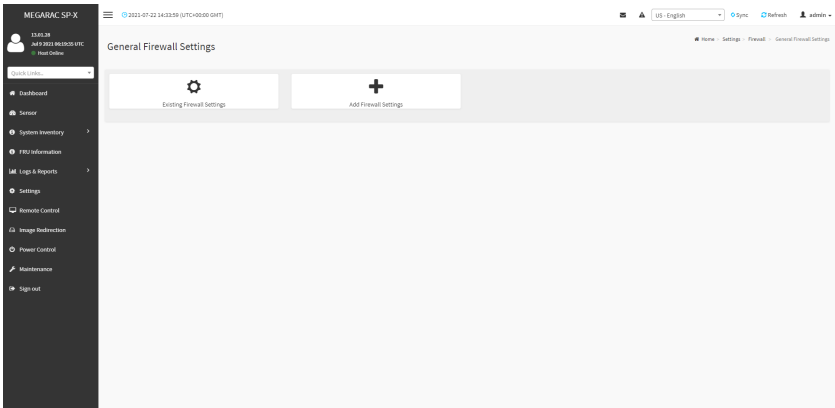 MEGARAC SP-X
2021-07-22 14:33:59 (UTC+00:00 GMT)
US - English
Sync
Refresh
admin
13.01.28
Jul 9 2021 06:19:35 UTC
Host Online
Quick Links...
Dashboard
Sensor
System Inventory
FRU Information
Logs & Reports
Settings
Remote Control
Image Redirection
Power Control
Maintenance
Sign out
General Firewall Settings
Home > Settings > Firewall > General Firewall Settings
Existing Firewall Settings
Add Firewall Settings